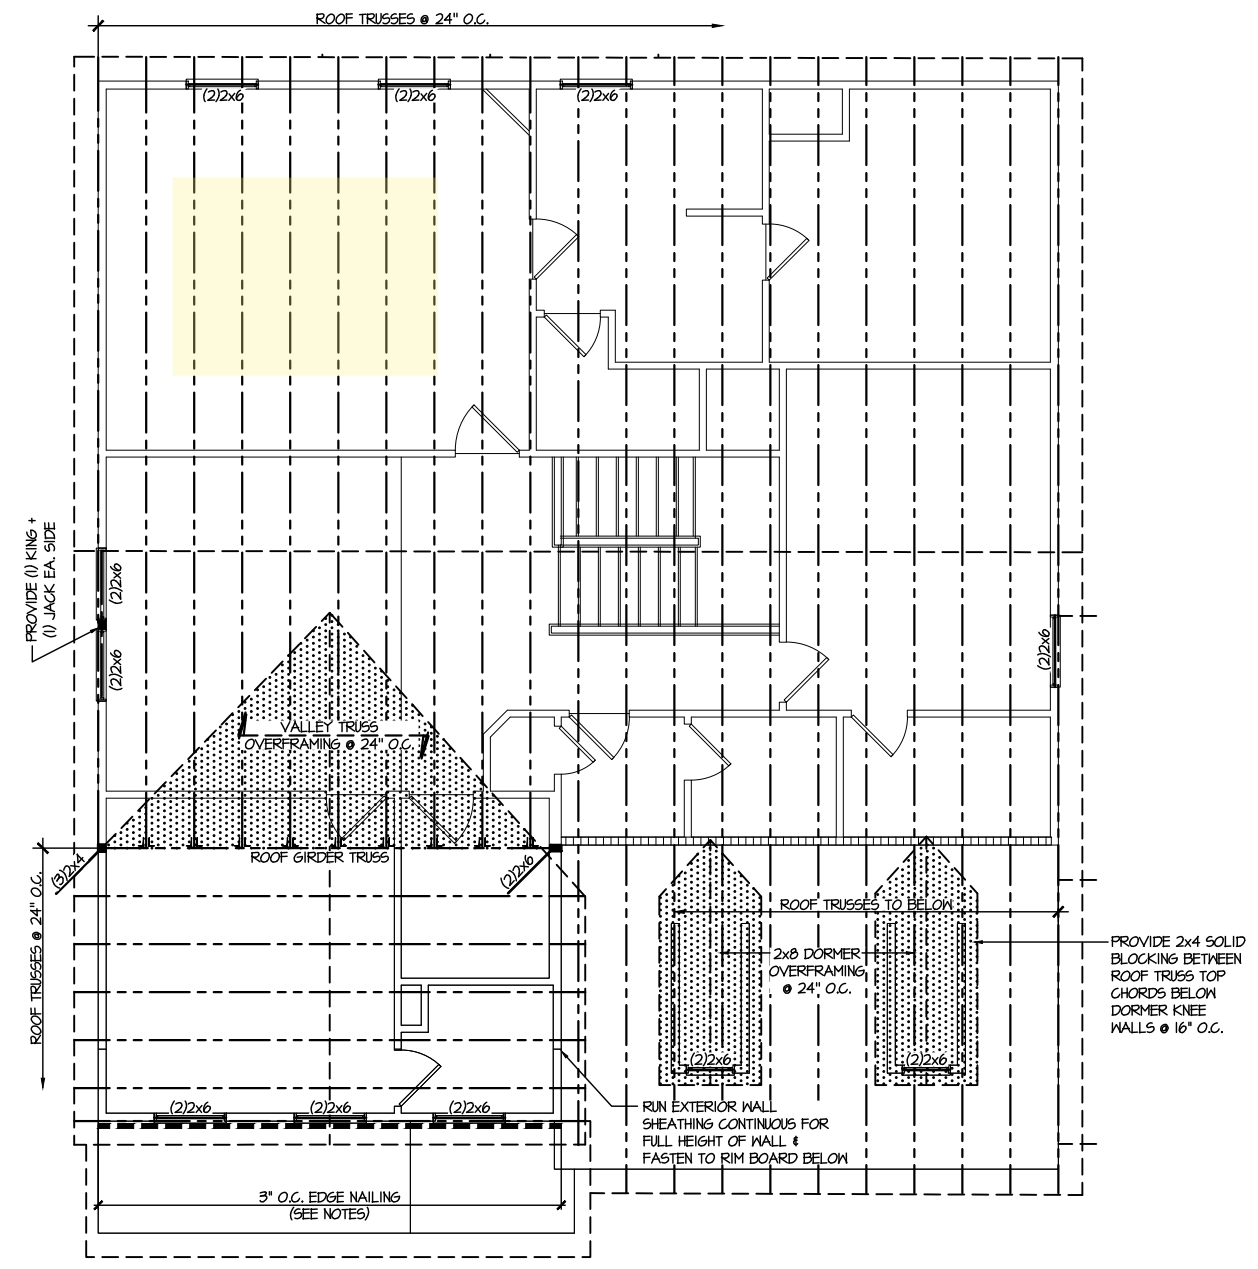 ROOF TRUSSES @ 24" O.C.
(2)2x6
(2)2x6
(2)2x6
PROVIDE (1) KING +
(1) JACK EA. SIDE
(2)2x6
(2)2x6
(2)2x6
VALLEY TRUSS
OVERFRAMING @ 24" O.C.
ROOF GIRDER TRUSS
(3)2x4
(2)2x6
ROOF TRUSSES @ 24" O.C.
ROOF TRUSSES TO BELOW
2x8 DORMER
OVERFRAMING
@ 24" O.C.
PROVIDE 2x4 SOLID
BLOCKING BETWEEN
ROOF TRUSS TOP
CHORDS BELOW
DORMER KNEE
WALLS @ 16" O.C.
(2)2x6
(2)2x6
(2)2x6
(2)2x6
(2)2x6
RUN EXTERIOR WALL
SHEATHING CONTINUOUS FOR
FULL HEIGHT OF WALL &
FASTEN TO RIM BOARD BELOW
3" O.C. EDGE NAILING
(SEE NOTES)